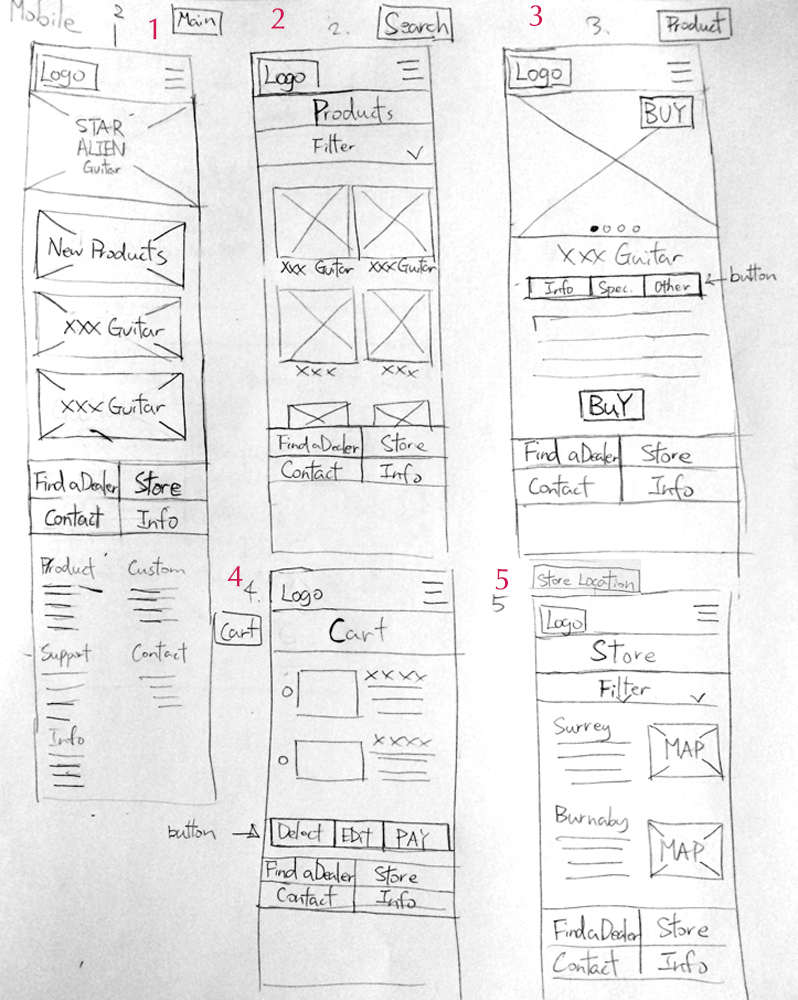 Mobile 2
1 Main
Logo
STAR
ALIEN
Guitar
New Products
XXX Guitar
XXX Guitar
Find a Dealer Store
Contact Info
Product Custom
Support Contact
Info
2 2. Search
Logo
Products
Filter
XXX Guitar XXX Guitar
XXX XXX
Find a Dealer Store
Contact Info
3 3. Product
Logo
BUY
XXX Guitar
Info Spec. Other button
BUY
Find a Dealer Store
Contact Info
4 4.
Cart
Logo
Cart
XXXX
XXXX
button Delect EDIT PAY
Find a Dealer Store
Contact Info
5 Store Location
5
Logo
Store
Filter
Surrey
MAP
Burnaby
MAP
Find a Dealer Store
Contact Info